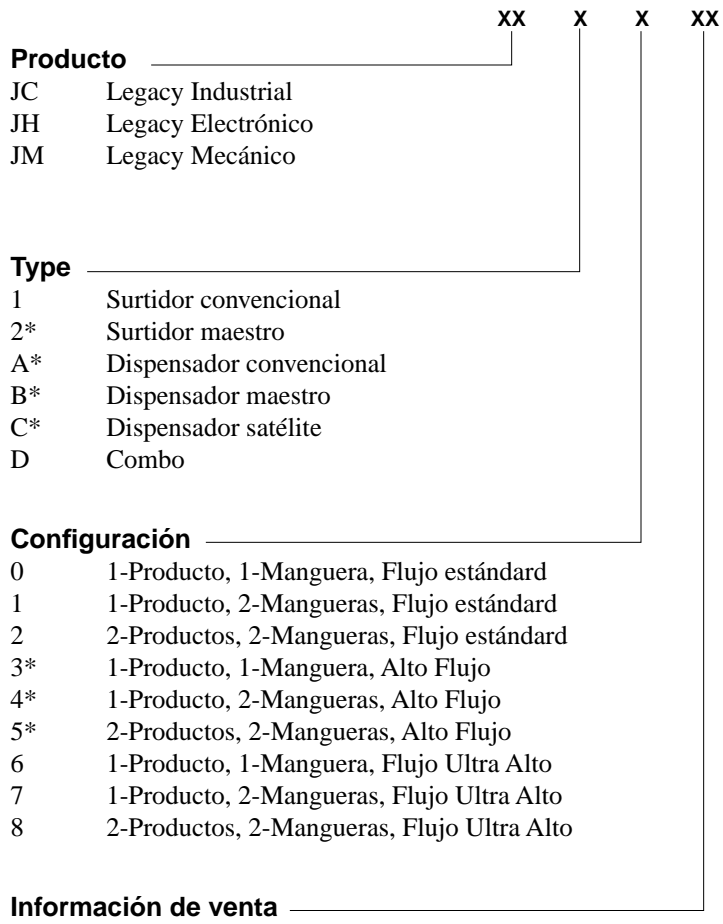 XX X X XX
Producto
JC Legacy Industrial
JH Legacy Electrónico
JM Legacy Mecánico
Type
1 Surtidor convencional
2* Surtidor maestro
A* Dispensador convencional
B* Dispensador maestro
C* Dispensador satélite
D Combo
Configuración
0 1-Producto, 1-Manguera, Flujo estándard
1 1-Producto, 2-Mangueras, Flujo estándard
2 2-Productos, 2-Mangueras, Flujo estándard
3* 1-Producto, 1-Manguera, Alto Flujo
4* 1-Producto, 2-Mangueras, Alto Flujo
5* 2-Productos, 2-Mangueras, Alto Flujo
6 1-Producto, 1-Manguera, Flujo Ultra Alto
7 1-Producto, 2-Mangueras, Flujo Ultra Alto
8 2-Productos, 2-Mangueras, Flujo Ultra Alto
Información de venta